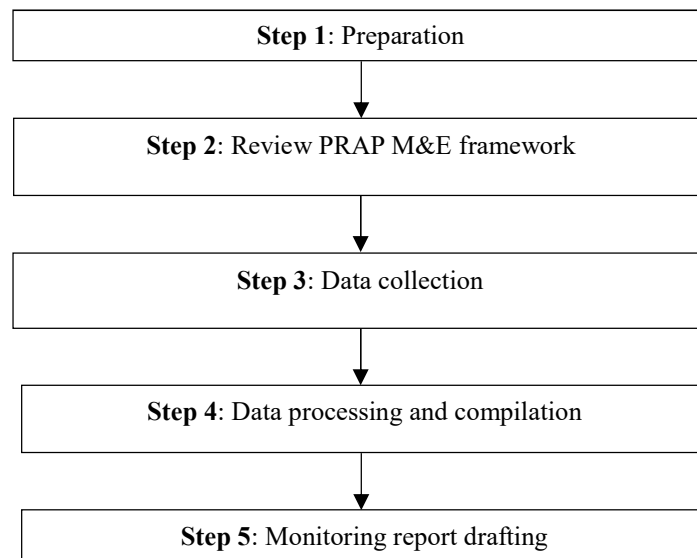 Step 1: Preparation
Step 2: Review PRAP M&E framework
Step 3: Data collection
Step 4: Data processing and compilation
Step 5: Monitoring report drafting